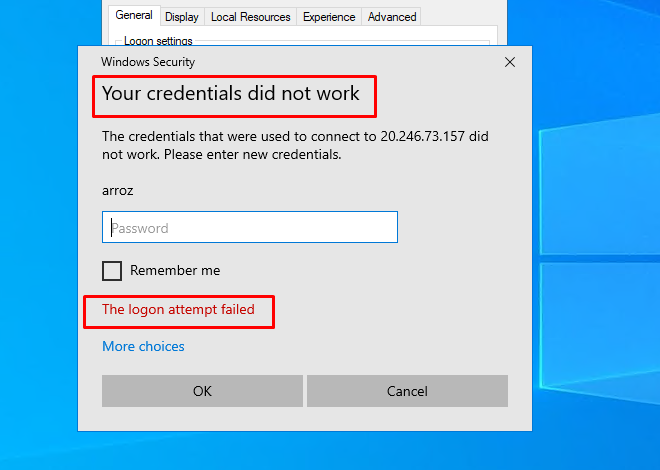 General Display Local Resources Experience Advanced
Logon settings
Windows Security
Your credentials did not work
The credentials that were used to connect to 20.246.73.157 did
not work. Please enter new credentials.
arroz
Password
Remember me
The logon attempt failed
More choices
OK Cancel